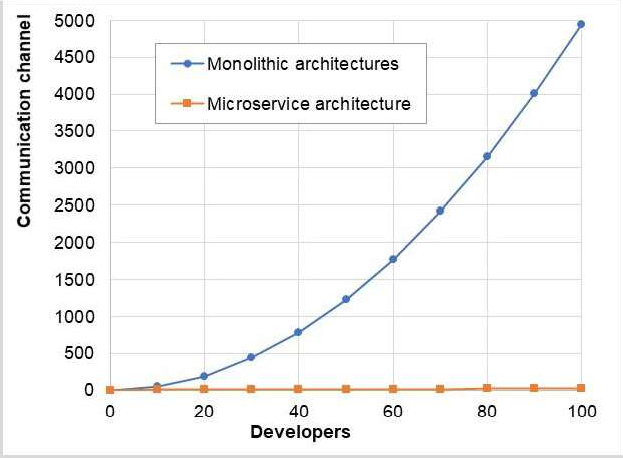 Communication channel
5000
4500
4000
3500
3000
2500
2000
1500
1000
500
0
Monolithic architectures
Microservice architecture
0 20 40 60 80 100
Developers